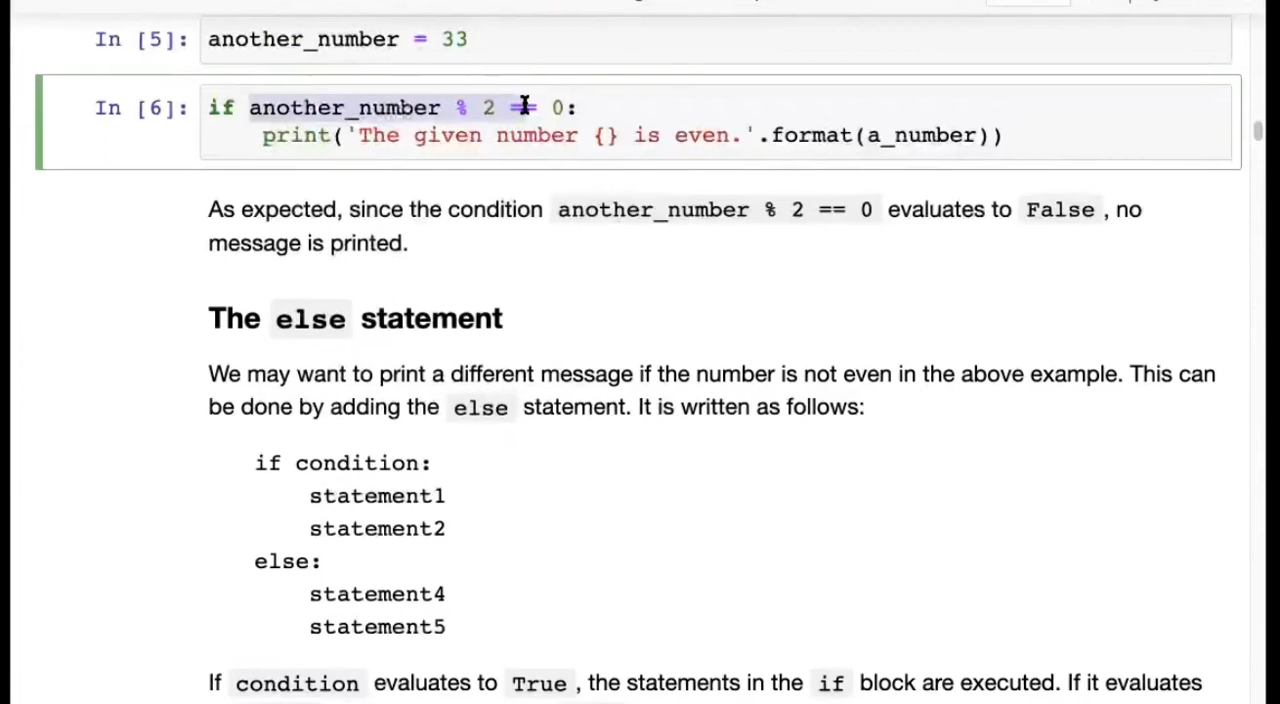 In [5]: another_number = 33
In [6]: if another_number % 2 == 0:
print('The given number {} is even.'.format(a_number))
As expected, since the condition another_number % 2 == 0 evaluates to False , no
message is printed.
The else statement
We may want to print a different message if the number is not even in the above example. This can
be done by adding the else statement. It is written as follows:
if condition:
statement1
statement2
else:
statement4
statement5
If condition evaluates to True , the statements in the if block are executed. If it evaluates